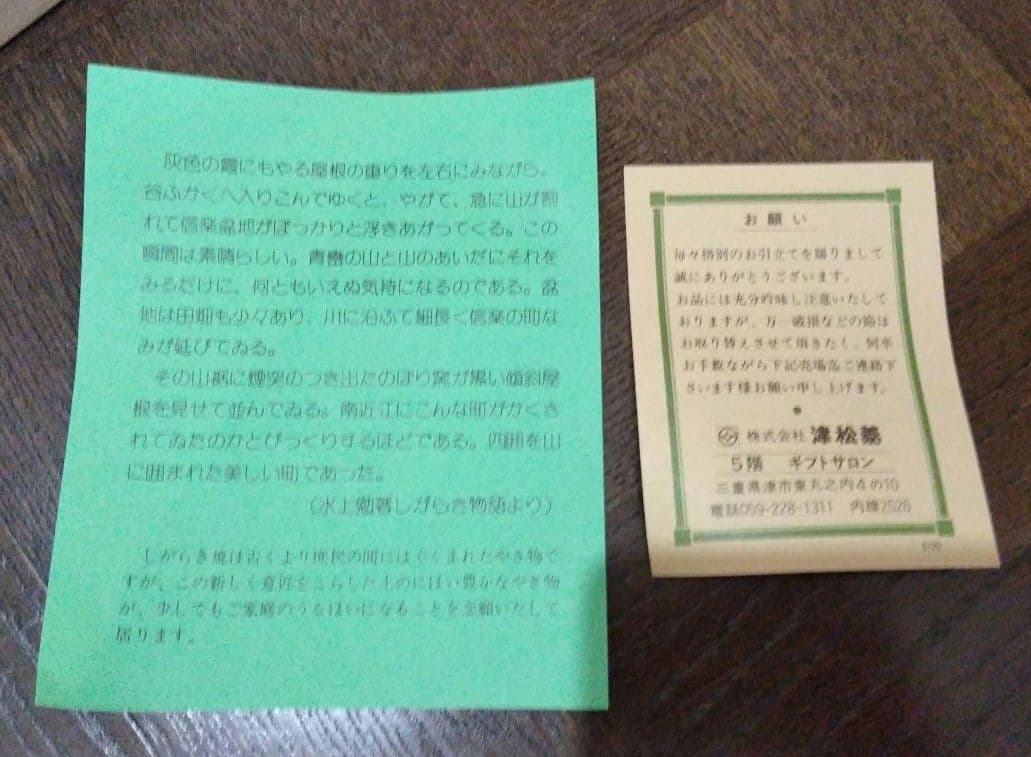 灰色の靄にもやる屋根の重りを左右にみながら、
谷ふかくへ入りこんでゆくと、やがて、急に山が割
れて信楽盆地がぽっかりと浮きあがってくる。この
瞬間は素晴らしい。青巒の山と山のあいだにそれを
みるだけに、何ともいえぬ気持になるのである。盆
地は田畑も少々あり、川に沿ふて細長く信楽の町な
みが延びてゐる。
その山裾に煙突のつき出たのぼり窯が黒い傾斜屋
根を見せて並んでゐる。南近江にこんな町がかくさ
れてゐたのかとびっくりするほどである。四囲を山
に囲まれた美しい町であった。
(水上勉著しがらき物語より)
しがらき焼は古くより庶民の間にはぐくまれたやき物で
すが、この新しく意匠をこらした土のにほい豊かなやき物
が、少しでもご家庭のうるほいになることを念願いたして
居ります。
お願い
毎々格別のお引立てを賜りまして
誠にありがとうございます。
お品には充分吟味し注意いたして
おりますが、万一破損などの節は
お取り替えさせて頂きたく、何卒
お手数ながら下記売場迄ご連絡下
さいます様お願い申し上げます。
株式会社 津松菱
5階 ギフトサロン
三重県津市東丸之内4の10
電話059-228-1311 内線2526